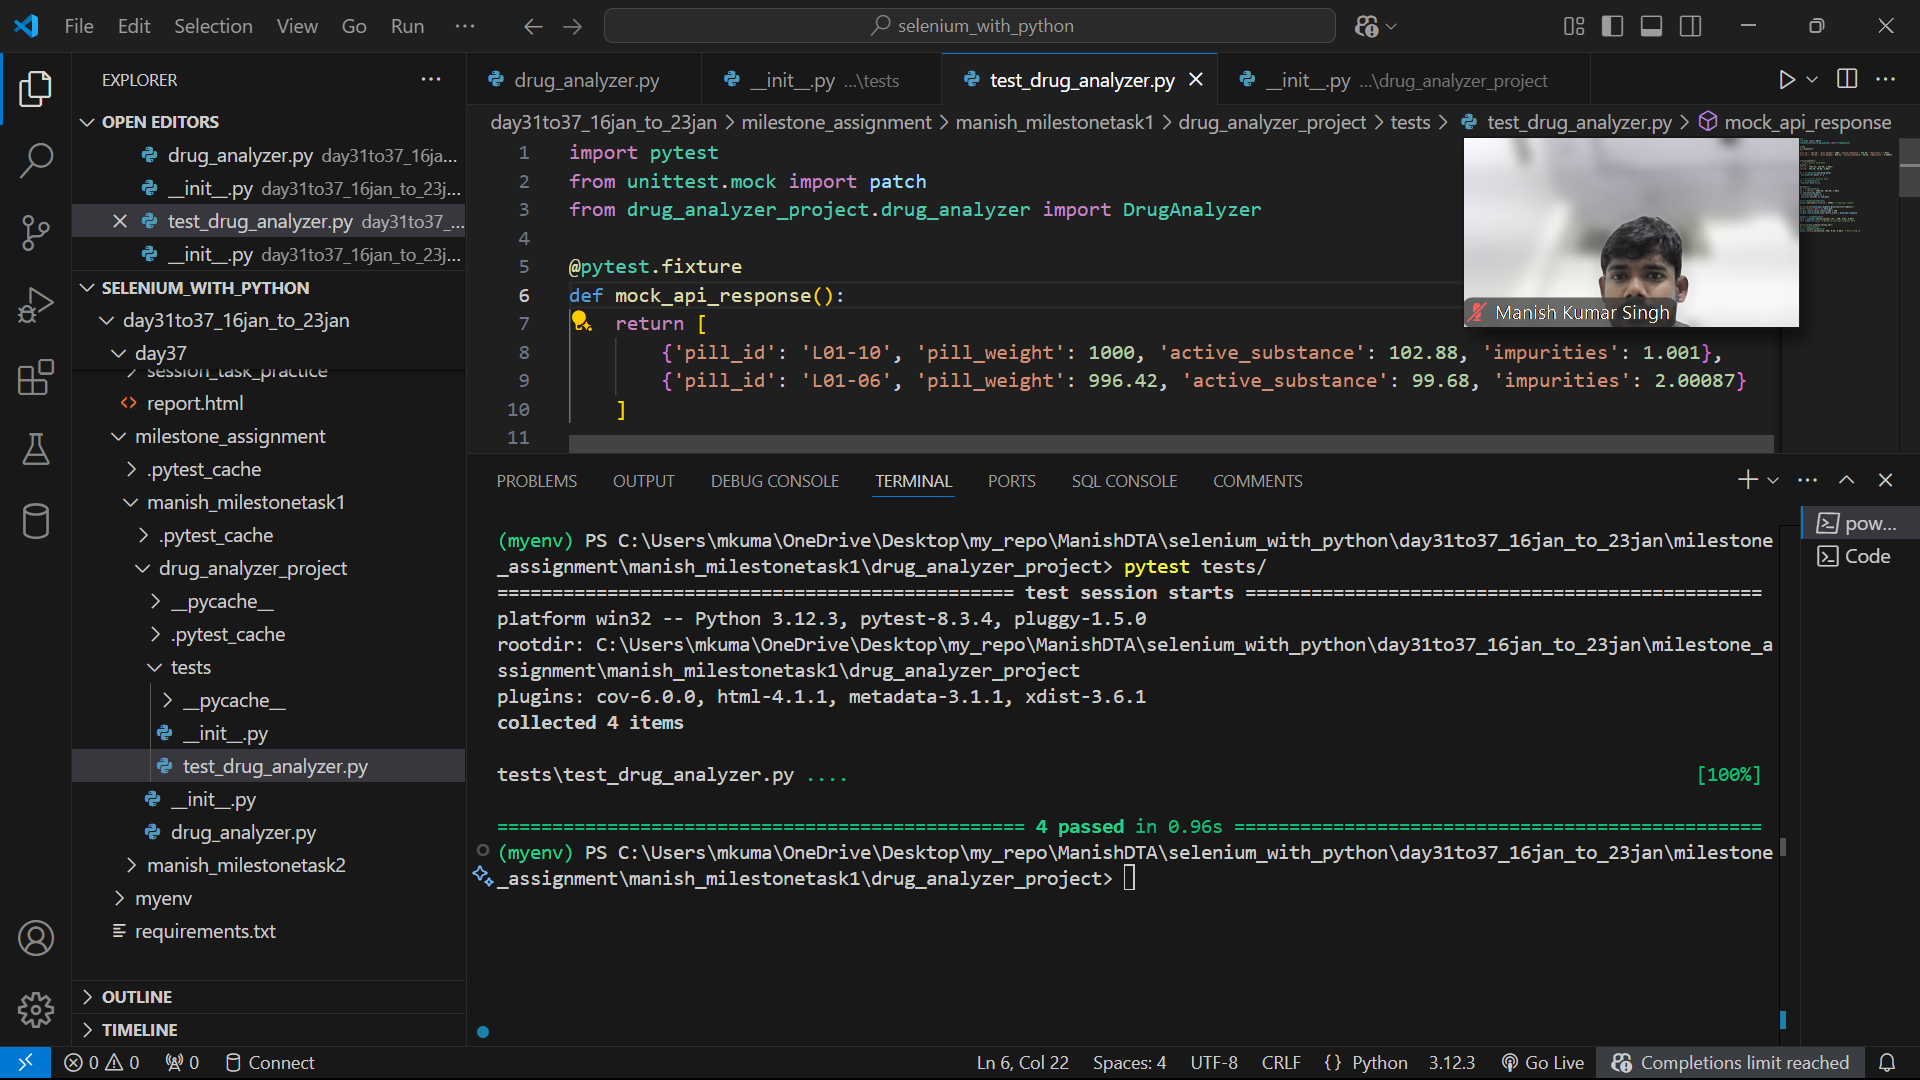 File Edit Selection View Go Run ··· selenium_with_python
EXPLORER ···
OPEN EDITORS
drug_analyzer.py day31to37_16ja...
__init__.py day31to37_16jan_to_23j...
test_drug_analyzer.py day31to37_...
__init__.py day31to37_16jan_to_23j...
SELENIUM_WITH_PYTHON
day31to37_16jan_to_23jan
day37
session_task_practice
report.html
milestone_assignment
.pytest_cache
manish_milestonetask1
.pytest_cache
drug_analyzer_project
__pycache__
.pytest_cache
tests
__pycache__
__init__.py
test_drug_analyzer.py
__init__.py
drug_analyzer.py
manish_milestonetask2
myenv
requirements.txt
OUTLINE
TIMELINE
drug_analyzer.py __init__.py ...\tests test_drug_analyzer.py __init__.py ...\drug_analyzer_project
day31to37_16jan_to_23jan > milestone_assignment > manish_milestonetask1 > drug_analyzer_project > tests > test_drug_analyzer.py > mock_api_response
1 import pytest
2 from unittest.mock import patch
3 from drug_analyzer_project.drug_analyzer import DrugAnalyzer
4
5 @pytest.fixture
6 def mock_api_response():
7 return [
8 {'pill_id': 'L01-10', 'pill_weight': 1000, 'active_substance': 102.88, 'impurities': 1.001},
9 {'pill_id': 'L01-06', 'pill_weight': 996.42, 'active_substance': 99.68, 'impurities': 2.00087}
10 ]
11
Manish Kumar Singh
PROBLEMS OUTPUT DEBUG CONSOLE TERMINAL PORTS SQL CONSOLE COMMENTS
pow...
Code
(myenv) PS C:\Users\mkuma\OneDrive\Desktop\my_repo\ManishDTA\selenium_with_python\day31to37_16jan_to_23jan\milestone
_assignment\manish_milestonetask1\drug_analyzer_project> pytest tests/
=============================================== test session starts ===============================================
platform win32 -- Python 3.12.3, pytest-8.3.4, pluggy-1.5.0
rootdir: C:\Users\mkuma\OneDrive\Desktop\my_repo\ManishDTA\selenium_with_python\day31to37_16jan_to_23jan\milestone_a
ssignment\manish_milestonetask1\drug_analyzer_project
plugins: cov-6.0.0, html-4.1.1, metadata-3.1.1, xdist-3.6.1
collected 4 items
tests\test_drug_analyzer.py .... [100%]
================================================ 4 passed in 0.96s ================================================
(myenv) PS C:\Users\mkuma\OneDrive\Desktop\my_repo\ManishDTA\selenium_with_python\day31to37_16jan_to_23jan\milestone
_assignment\manish_milestonetask1\drug_analyzer_project>
0 0 0 Connect Ln 6, Col 22 Spaces: 4 UTF-8 CRLF {} Python 3.12.3 Go Live Completions limit reached